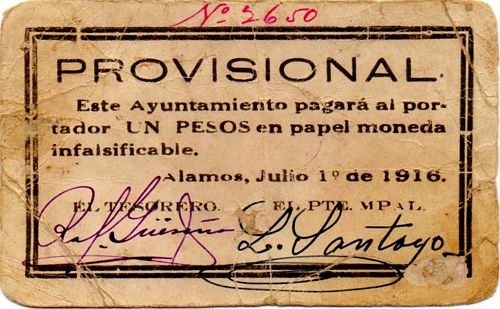 No. 2650
PROVISIONAL.
Este Ayuntamiento pagará al por-
tador UN PESOS en papel moneda
infalsificable.
Alamos, Julio 1º de 1916.
EL TESORERO. EL PTE. MPAL.
L. Santoyo